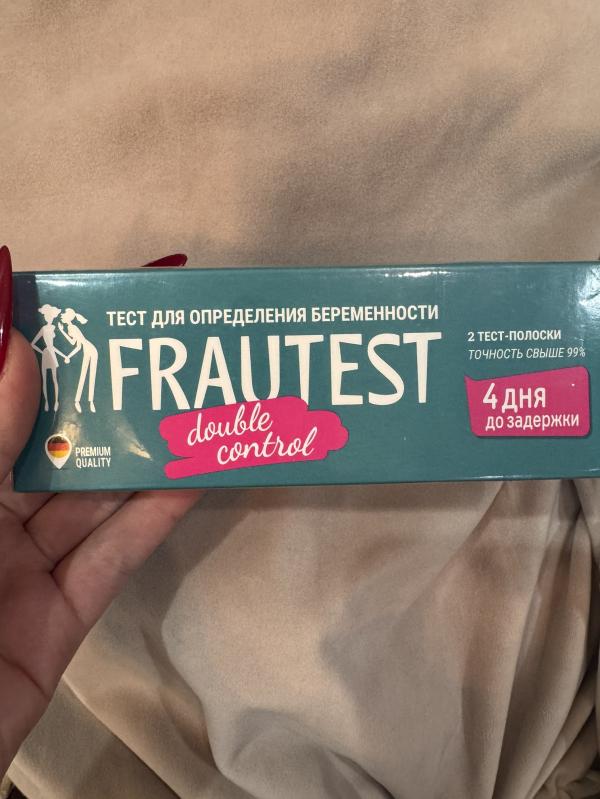 ТЕСТ ДЛЯ ОПРЕДЕЛЕНИЯ БЕРЕМЕННОСТИ
FRAUTEST
double
control
PREMIUM
QUALITY
2 ТЕСТ-ПОЛОСКИ
ТОЧНОСТЬ СВЫШЕ 99%
4 ДНЯ
ДО ЗАДЕРЖКИ